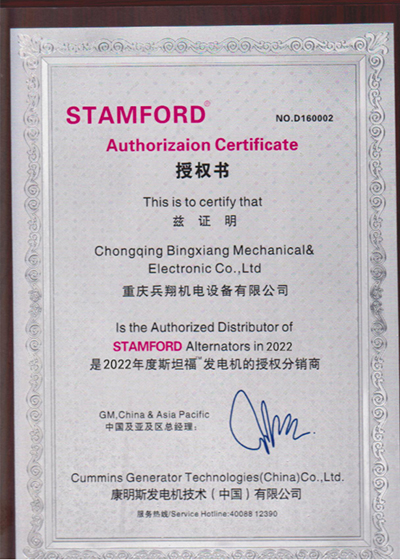 STAMFORD®
NO.D160002
Authorizaion Certificate
授权书
This is to certify that
兹 证 明
Chongqing Bingxiang Mechanical&
Electronic Co.,Ltd
重庆兵翔机电设备有限公司
Is the Authorized Distributor of
STAMFORD Alternators in 2022
是2022年度斯坦福™发电机的授权分销商
GM,China & Asia Pacific
中国及亚及区总经理:
Cummins Generator Technologies(China)Co.,Ltd.
康明斯发电机技术(中国)有限公司
服务热线/Service Hotline:40088 12390